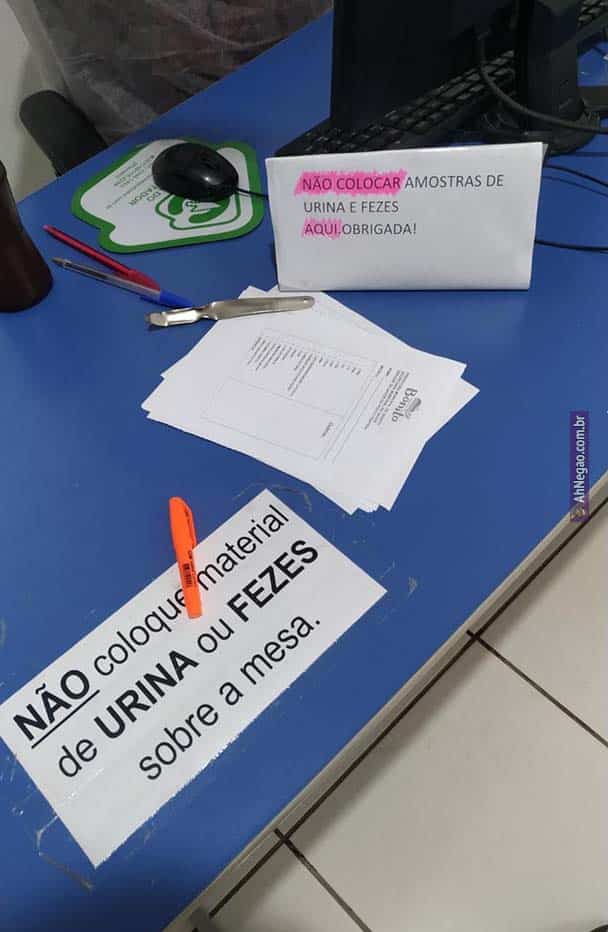 NÃO COLOCAR AMOSTRAS DE
URINA E FEZES
AQUI.OBRIGADA!
Bonito
AhNegao.com.br
NÃO coloque material
de URINA ou FEZES
sobre a mesa.